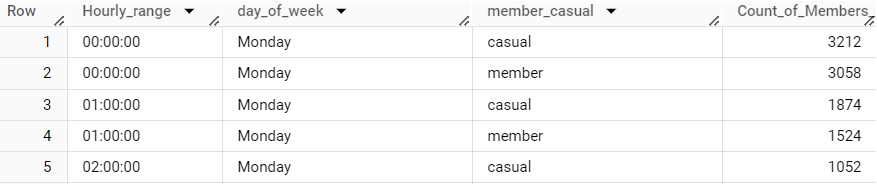 Row Hourly_range day_of_week member_casual Count_of_Members_
1 00:00:00 Monday casual 3212
2 00:00:00 Monday member 3058
3 01:00:00 Monday casual 1874
4 01:00:00 Monday member 1524
5 02:00:00 Monday casual 1052